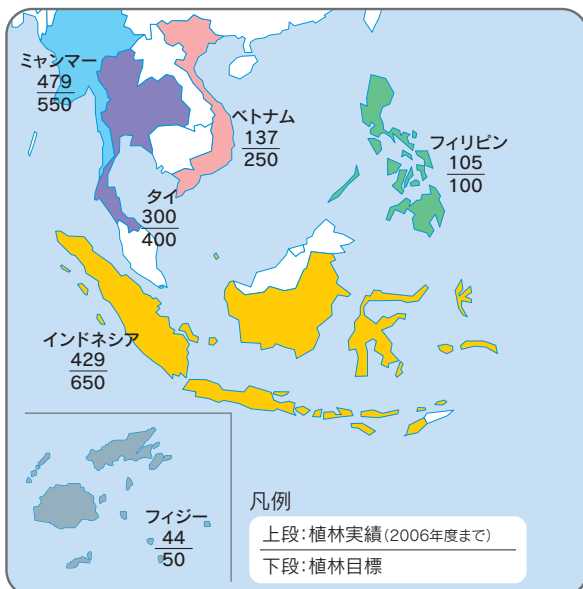 ミャンマー
479
550
ベトナム
137
250
フィリピン
105
100
タイ
300
400
インドネシア
429
650
フィジー
44
50
凡例
上段:植林実績(2006年度まで)
下段:植林目標